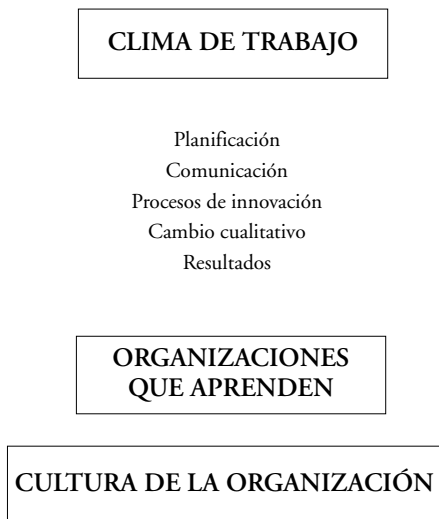 CLIMA DE TRABAJO
Planificación
Comunicación
Procesos de innovación
Cambio cualitativo
Resultados
ORGANIZACIONES
QUE APRENDEN
CULTURA DE LA ORGANIZACIÓN